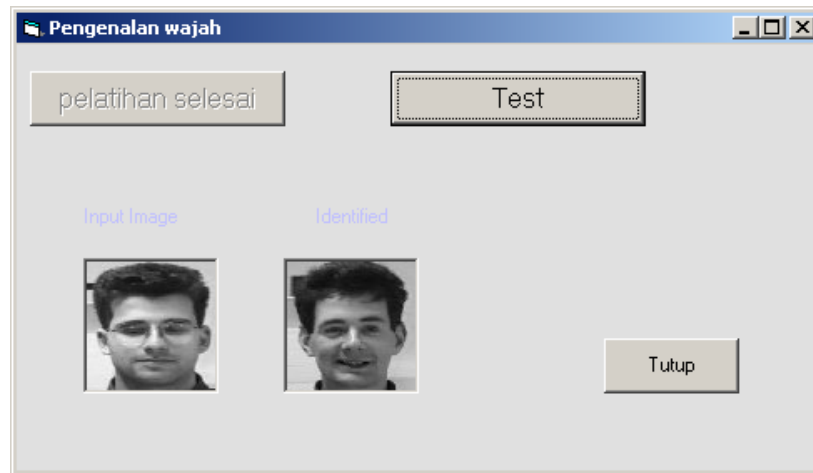 Pengenalan wajah
pelatihan selesai Test
Input Image Identified
Tutup